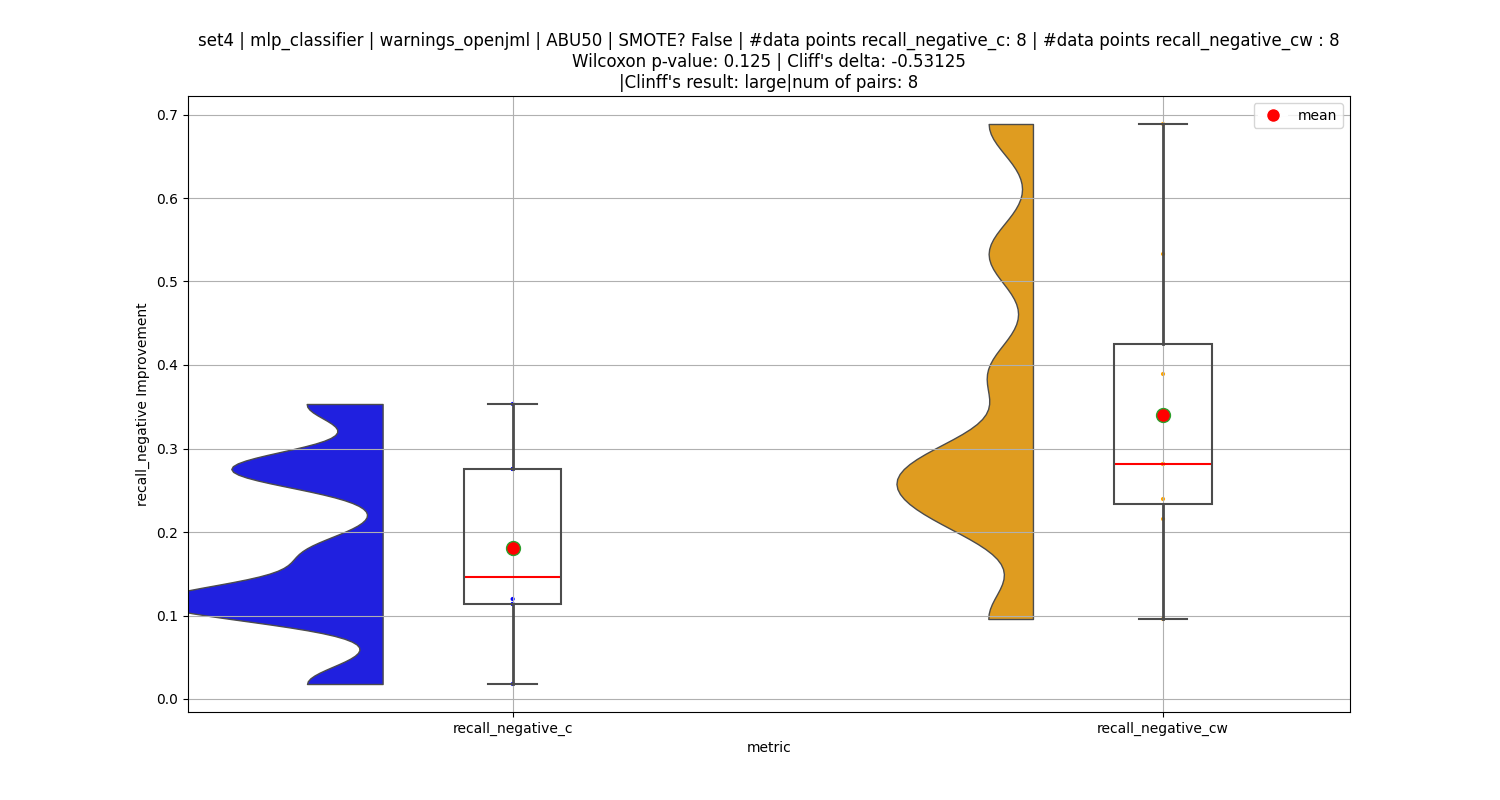 set4 | mlp_classifier | warnings_openjml | ABU50 | SMOTE? False | #data points recall_negative_c: 8 | #data points recall_negative_cw : 8
Wilcoxon p-value: 0.125 | Cliff's delta: -0.53125
|Clinff's result: large|num of pairs: 8
mean
0.7
0.6
0.5
0.4
0.3
0.2
0.1
0.0
recall_negative Improvement
recall_negative_c
recall_negative_cw
metric